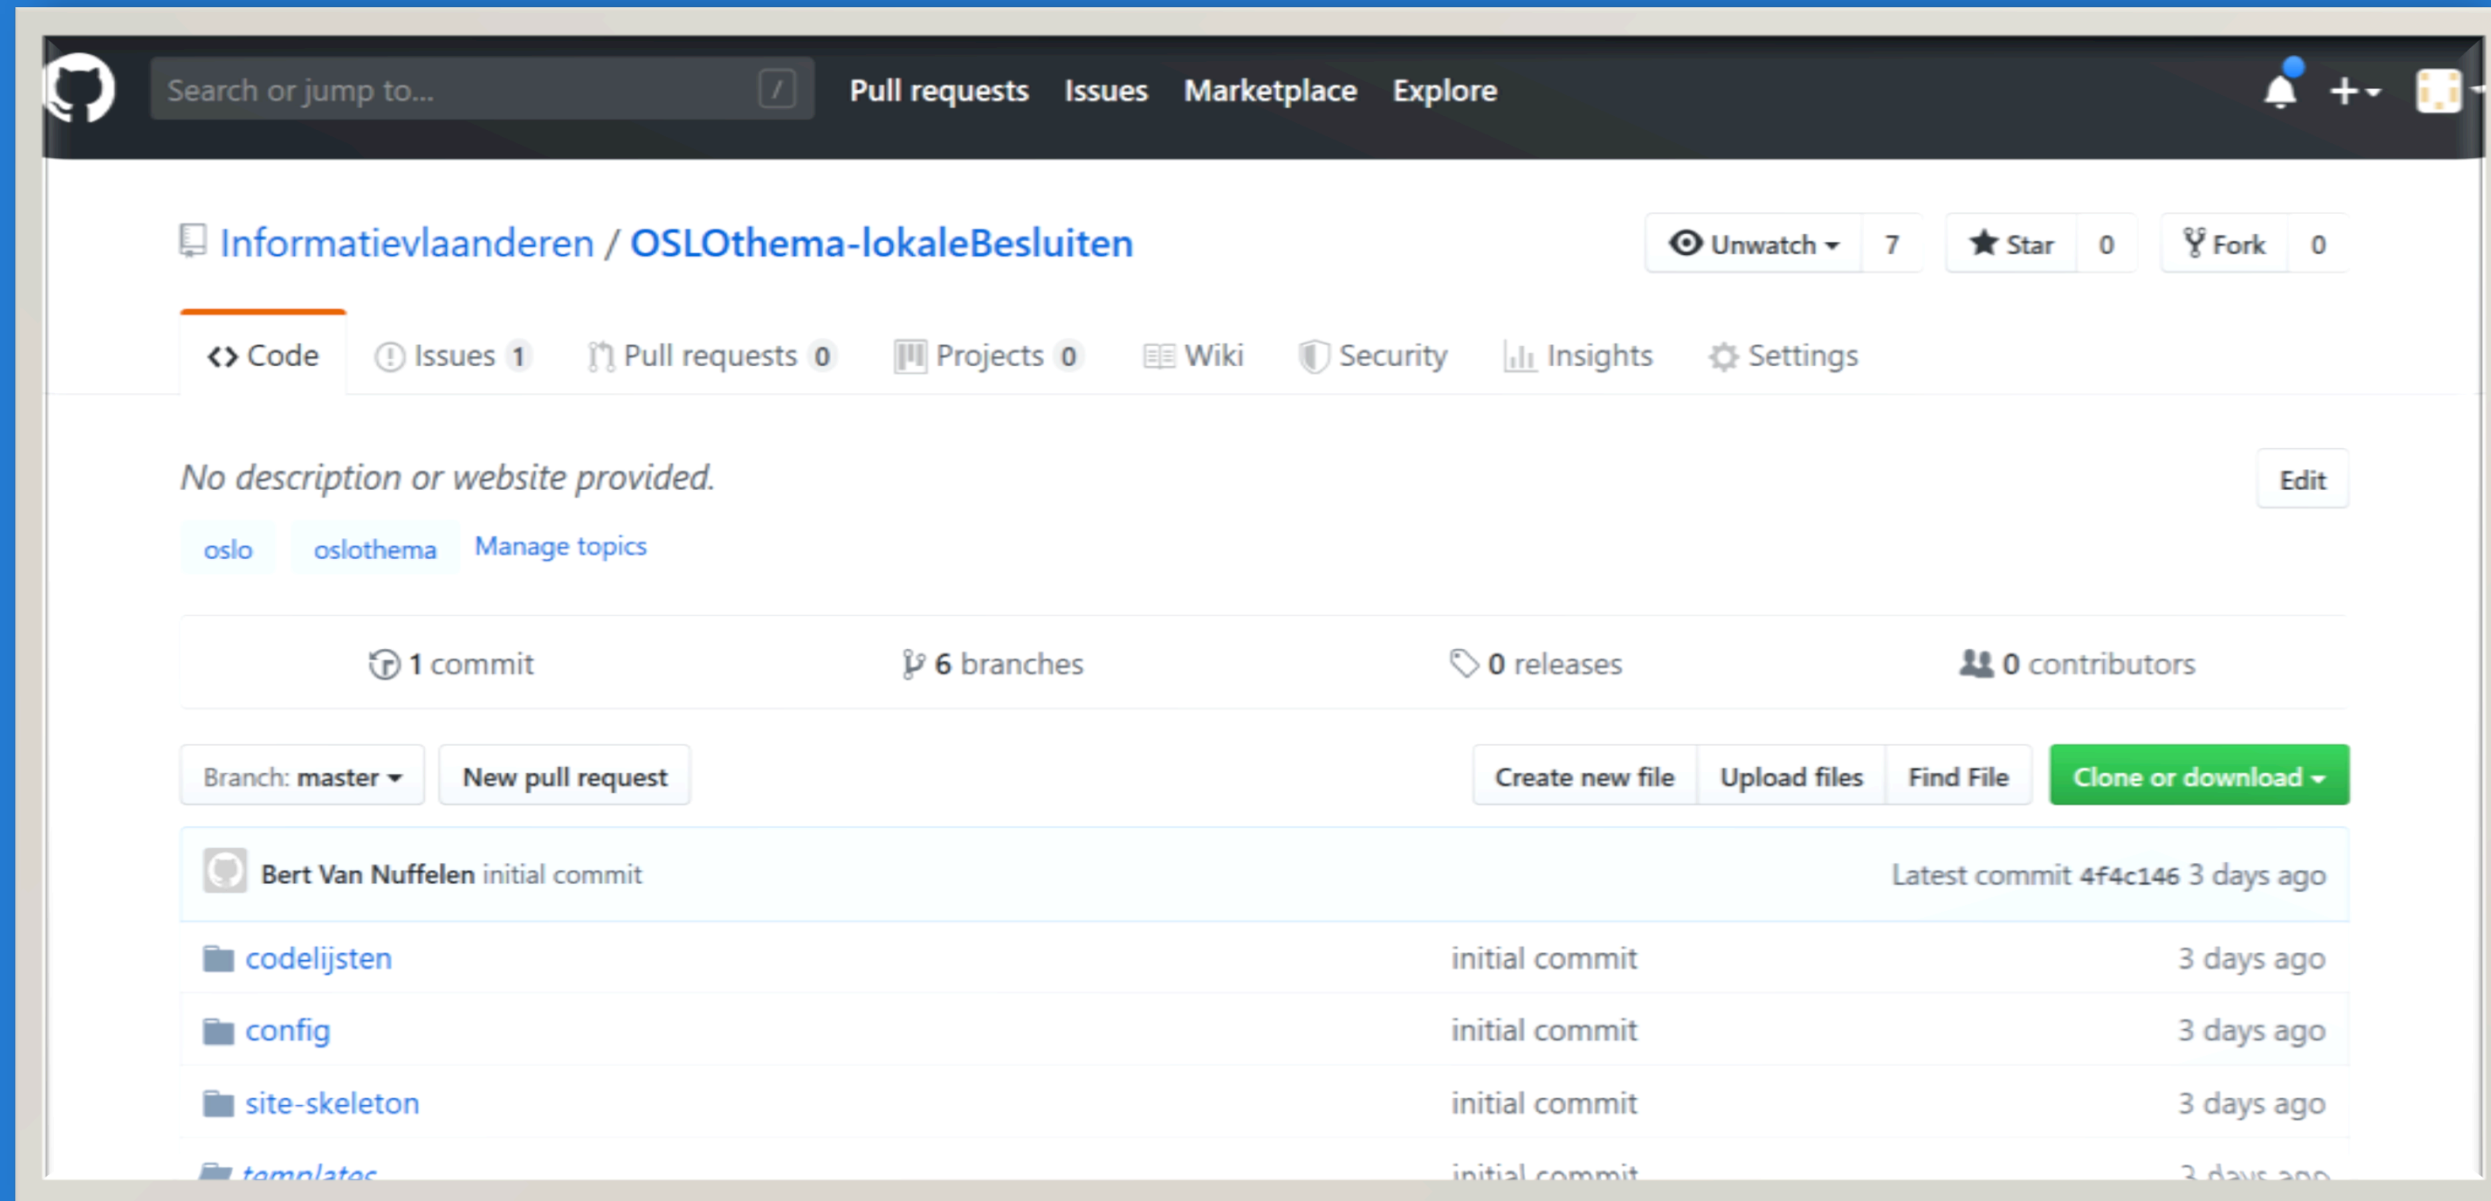 Search or jump to... / Pull requests Issues Marketplace Explore
Informatievlaanderen / OSLOthema-lokaleBesluiten Unwatch 7 Star 0 Fork 0
<> Code Issues 1 Pull requests 0 Projects 0 Wiki Security Insights Settings
No description or website provided. Edit
oslo oslothema Manage topics
1 commit 6 branches 0 releases 0 contributors
Branch: master New pull request Create new file Upload files Find File Clone or download
Bert Van Nuffelen initial commit Latest commit 4f4c146 3 days ago
codelijsten initial commit 3 days ago
config initial commit 3 days ago
site-skeleton initial commit 3 days ago
templates initial commit 3 days ago